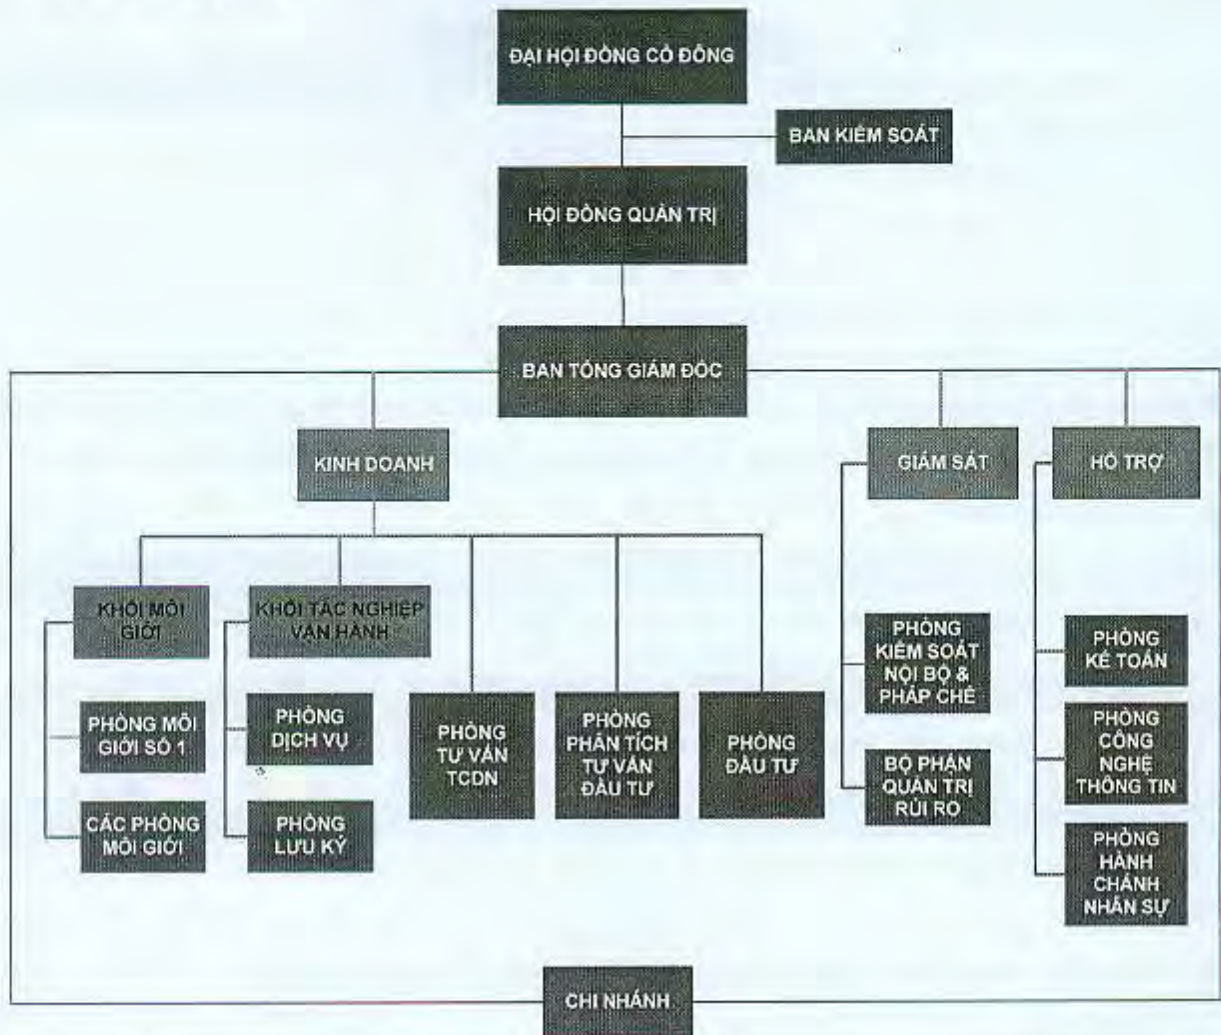 ĐẠI HỘI ĐỒNG CỔ ĐÔNG
BAN KIỂM SOÁT
HỘI ĐỒNG QUẢN TRỊ
BAN TỔNG GIÁM ĐỐC
KINH DOANH
GIÁM SÁT
HỖ TRỢ
KHỐI MÔI
GIỚI
KHỐI TÁC NGHIỆP
VẬN HÀNH
PHÒNG MÔI
GIỚI SỐ 1
CÁC PHÒNG
MÔI GIỚI
PHÒNG
DỊCH VỤ
PHÒNG
LƯU KÝ
PHÒNG
TƯ VẤN
TCDN
PHÒNG
PHÂN TÍCH
TƯ VẤN
ĐẦU TƯ
PHÒNG
ĐẦU TƯ
PHÒNG
KIỂM SOÁT
NỘI BỘ &
PHÁP CHẾ
BỘ PHẬN
QUẢN TRỊ
RỦI RO
PHÒNG
KẾ TOÁN
PHÒNG
CÔNG
NGHỆ
THÔNG TIN
PHÒNG
HÀNH
CHÁNH
NHÂN SỰ
CHI NHÁNH